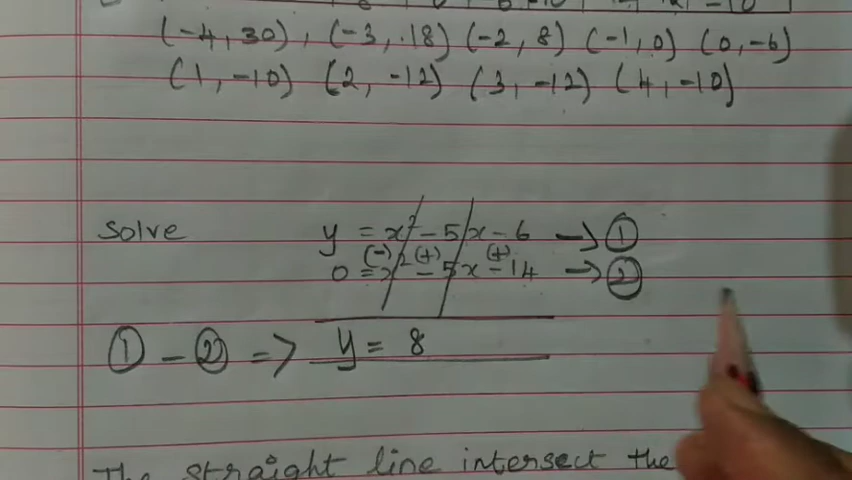 (-4, 30), (-3, 18) (-2, 8) (-1, 0) (0, -6)
(1, -10) (2, -12) (3, -12) (4, -10)
Solve y = x² - 5x - 6 → ①
(-) (+) (+)
0 = x² - 5x - 14 → ②
① - ② => y = 8
The straight line intersect the